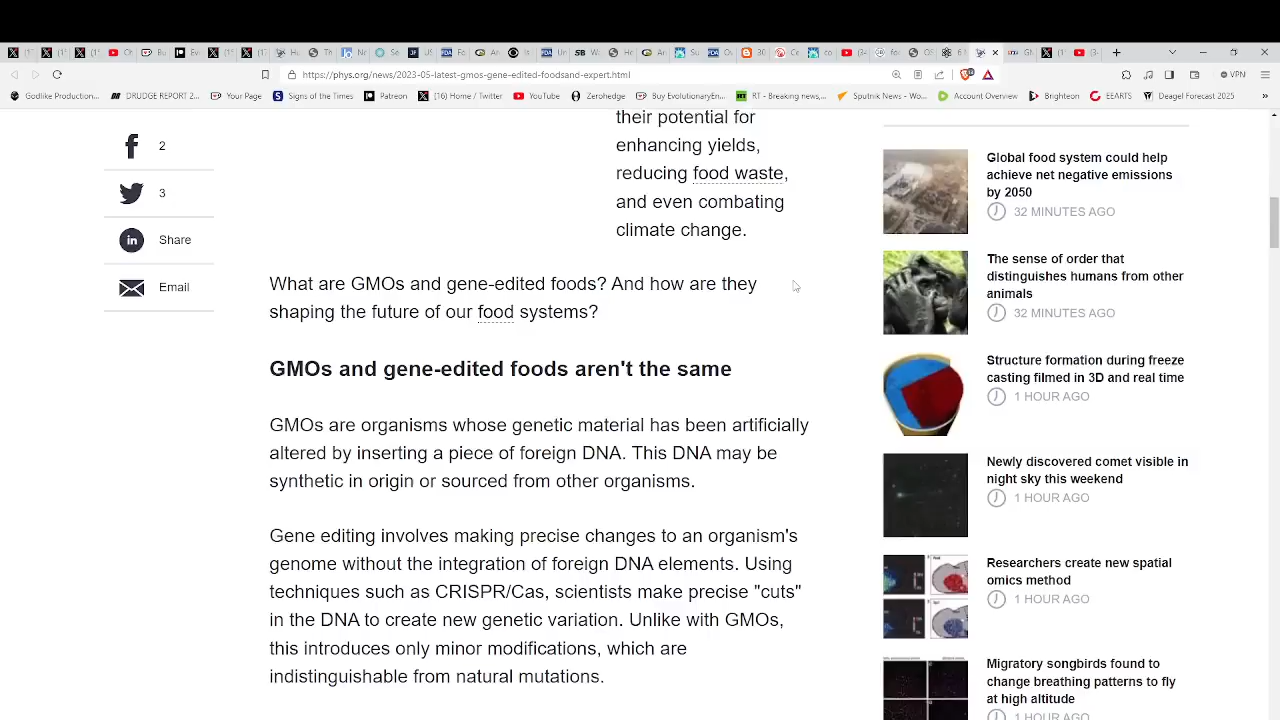 https://phys.org/news/2023-05-latest-gmos-gene-edited-foodsand-expert.html
Godlike Productions...
DRUDGE REPORT 2...
Your Pa...
Sons of the Times
Patreon
(16) Home / Twitter
YouTube
Zerohedge
Buy EvolutionaryEn...
RT - Breaking news,...
Sputnik News - Wo...
Account Overview
Brighteon
EEARTS
Dental Forecast 2025
2
3
Share
Email
their potential for
enhancing yields,
reducing food waste,
and even combating
climate change.
What are GMOs and gene-edited foods? And how are they
shaping the future of our food systems?
GMOs and gene-edited foods aren't the same
GMOs are organisms whose genetic material has been artificially
altered by inserting a piece of foreign DNA. This DNA may be
synthetic in origin or sourced from other organisms.
Gene editing involves making precise changes to an organism's
genome without the integration of foreign DNA elements. Using
techniques such as CRISPR/Cas, scientists make precise "cuts"
in the DNA to create new genetic variation. Unlike with GMOs,
this introduces only minor modifications, which are
indistinguishable from natural mutations.
Global food system could help
achieve net negative emissions
by 2050
32 MINUTES AGO
The sense of order that
distinguishes humans from other
animals
32 MINUTES AGO
Structure formation during freeze
casting filmed in 3D and real time
1 HOUR AGO
Newly discovered comet visible in
night sky this weekend
1 HOUR AGO
Researchers create new spatial
omics method
1 HOUR AGO
Migratory songbirds found to
change breathing patterns to fly
at high altitude
1 HOUR AGO